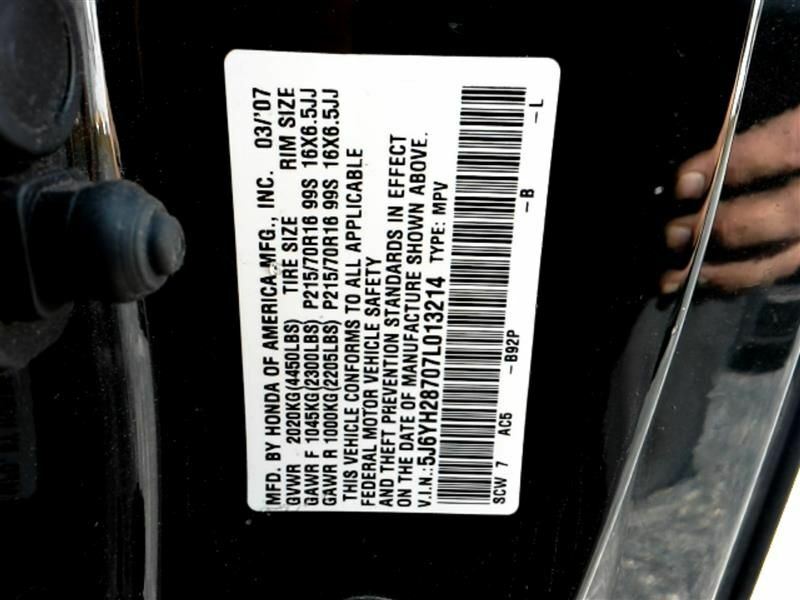 MFD. BY HONDA OF AMERICA MFG., INC. 03/'07
GVWR 2020KG(4450LBS) TIRE SIZE RIM SIZE
GAWR F 1045KG(2300LBS) P215/70R16 99S 16X6.5JJ
GAWR R 1000KG(2205LBS) P215/70R16 99S 16X6.5JJ
THIS VEHICLE CONFORMS TO ALL APPLICABLE
FEDERAL MOTOR VEHICLE SAFETY
AND THEFT PREVENTION STANDARDS IN EFFECT
ON THE DATE OF MANUFACTURE SHOWN ABOVE.
V.I.N.:5J6YH28707L013214 TYPE: MPV
SCW 7 AC5 -B92P -B -L